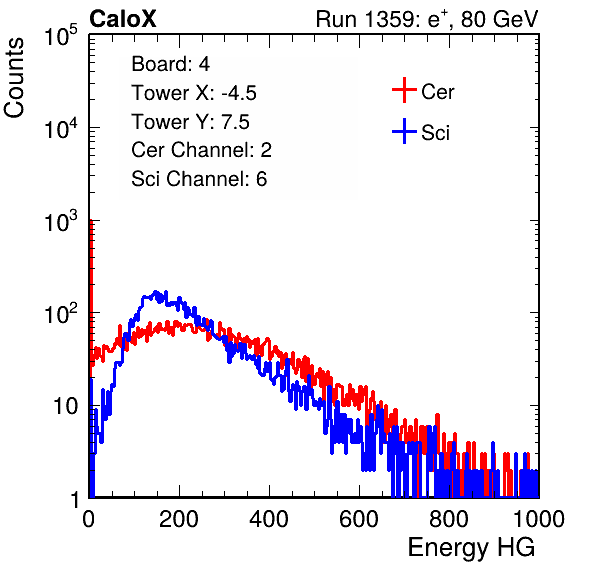 CaloX Run 1359: e⁺, 80 GeV
Counts
Board: 4
Tower X: -4.5
Tower Y: 7.5
Cer Channel: 2
Sci Channel: 6
Cer
Sci
10⁵
10⁴
10³
10²
10
1
0 200 400 600 800 1000
Energy HG